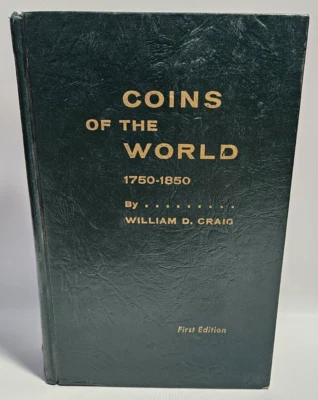 COINS
OF THE
WORLD
1750-1850
By . . . . . . . . . .
WILLIAM D. CRAIG
First Edition